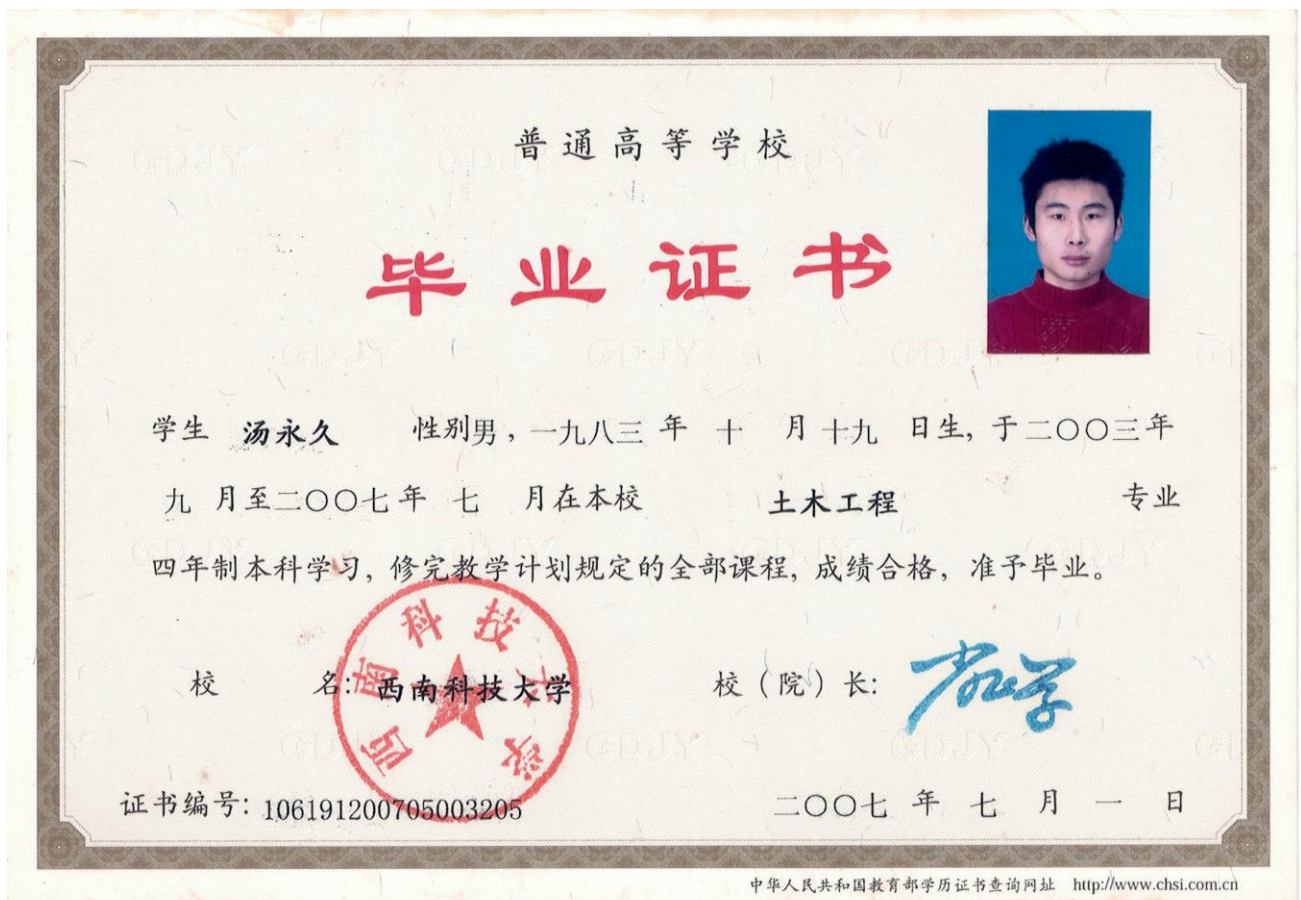 普通高等学校
毕业证书
学生 汤永久 性别男，一九八三 年 十 月 十九 日生，于二〇〇三年
九 月至二〇〇七年 七 月在本校 土木工程 专业
四年制本科学习，修完教学计划规定的全部课程，成绩合格，准予毕业。
西南科技大学
校 名：西南科技大学 校（院）长：
证书编号：106191200705003205 二〇〇七 年 七 月 一 日
中华人民共和国教育部学历证书查询网址 http://www.chsi.com.cn